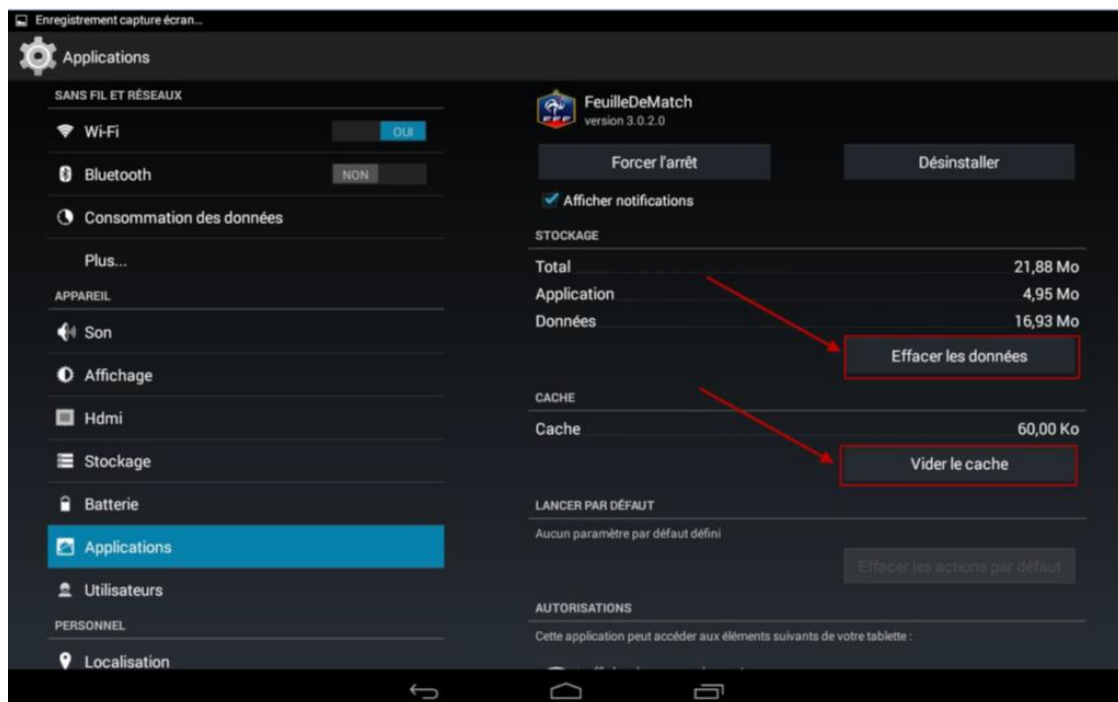 Enregistrement capture écran...
Applications
SANS FIL ET RÉSEAUX
Wi-Fi
OUI
Bluetooth
NON
Consommation des données
Plus...
APPAREIL
Son
Affichage
Hdmi
Stockage
Batterie
Applications
Utilisateurs
PERSONNEL
Localisation
FeuilleDeMatch
version 3.0.2.0
Forcer l'arrêt
Désinstaller
Afficher notifications
STOCKAGE
Total 21,88 Mo
Application 4,95 Mo
Données 16,93 Mo
Effacer les données
CACHE
Cache 60,00 Ko
Vider le cache
LANCER PAR DÉFAUT
Aucun paramètre par défaut défini
Effacer les actions par défaut
AUTORISATIONS
Cette application peut accéder aux éléments suivants de votre tablette :